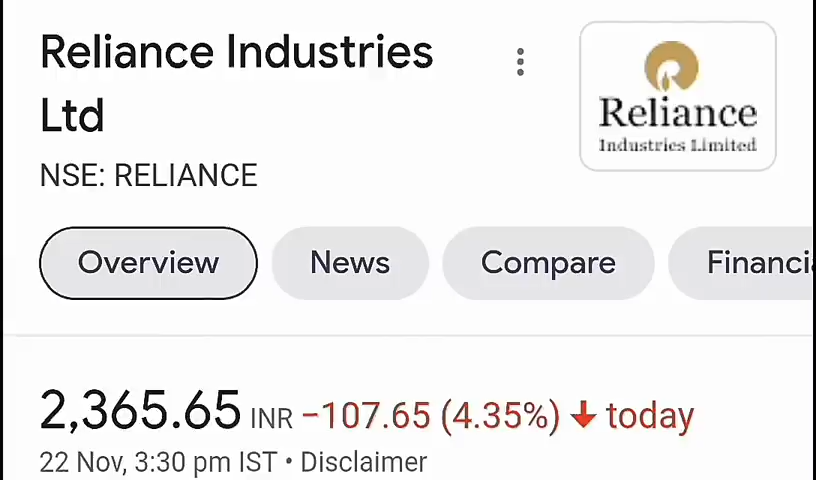 Reliance Industries
Ltd
Reliance
Industries Limited
NSE: RELIANCE
Overview
News
Compare
Financi
2,365.65 INR −107.65 (4.35%) ↓ today
22 Nov, 3:30 pm IST • Disclaimer